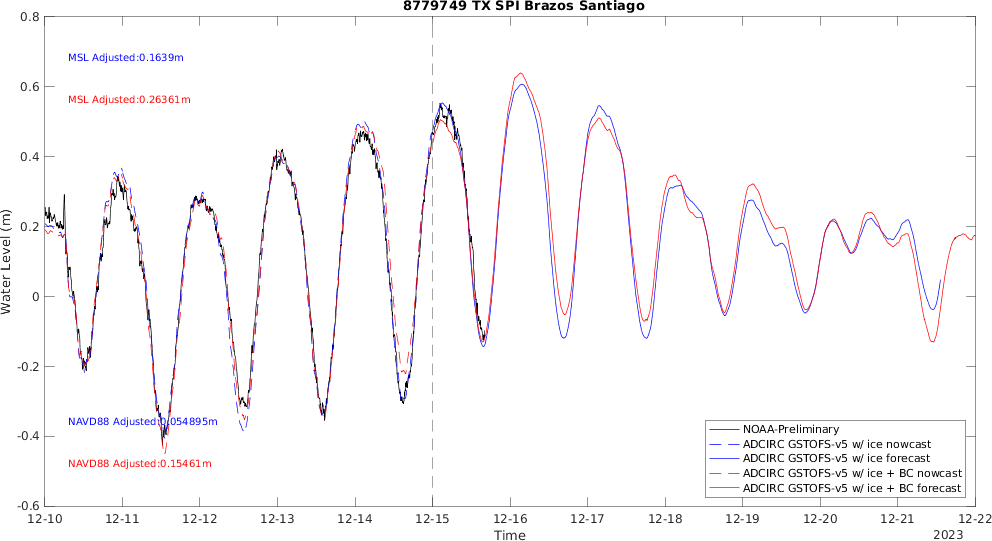 8779749 TX SPI Brazos Santiago
0.8
0.6
0.4
0.2
0
-0.2
-0.4
-0.6
Water Level (m)
MSL Adjusted:0.1639m
MSL Adjusted:0.26361m
NAVD88 Adjusted:0.054895m
NAVD88 Adjusted:0.15461m
NOAA-Preliminary
ADCIRC GSTOFS-v5 w/ ice nowcast
ADCIRC GSTOFS-v5 w/ ice forecast
ADCIRC GSTOFS-v5 w/ ice + BC nowcast
ADCIRC GSTOFS-v5 w/ ice + BC forecast
12-10 12-11 12-12 12-13 12-14 12-15 12-16 12-17 12-18 12-19 12-20 12-21 12-22
Time
2023